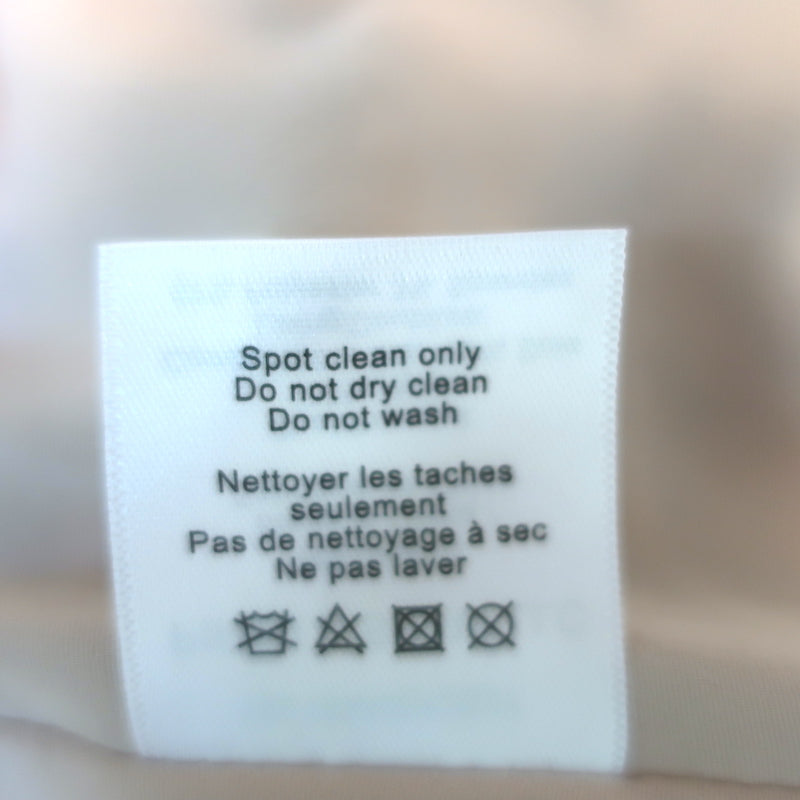 Spot clean only
Do not dry clean
Do not wash
Nettoyer les taches
seulement
Pas de nettoyage à sec
Ne pas laver